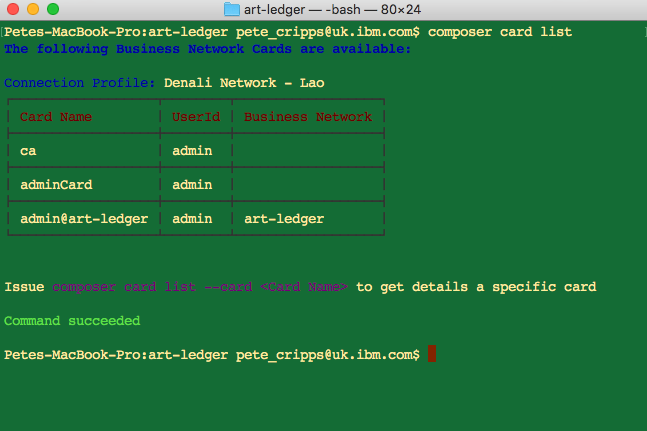 art-ledger — -bash — 80×24
Petes-MacBook-Pro:art-ledger pete_cripps@uk.ibm.com$ composer card list
The following Business Network Cards are available:
Connection Profile: Denali Network - Lao
Card Name UserId Business Network
ca admin
adminCard admin
admin@art-ledger admin art-ledger
Issue composer card list --card <Card Name> to get details a specific card
Command succeeded
Petes-MacBook-Pro:art-ledger pete_cripps@uk.ibm.com$